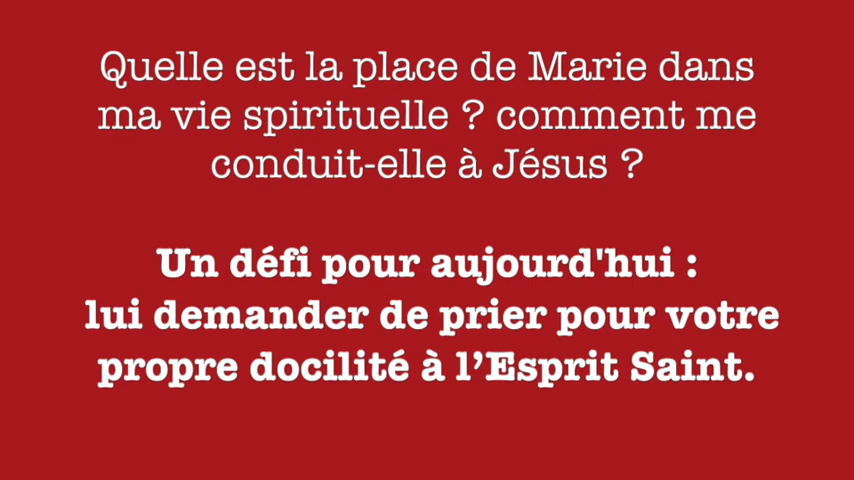 Quelle est la place de Marie dans
ma vie spirituelle ? comment me
conduit-elle à Jésus ?
Un défi pour aujourd'hui :
lui demander de prier pour votre
propre docilité à l’Esprit Saint.